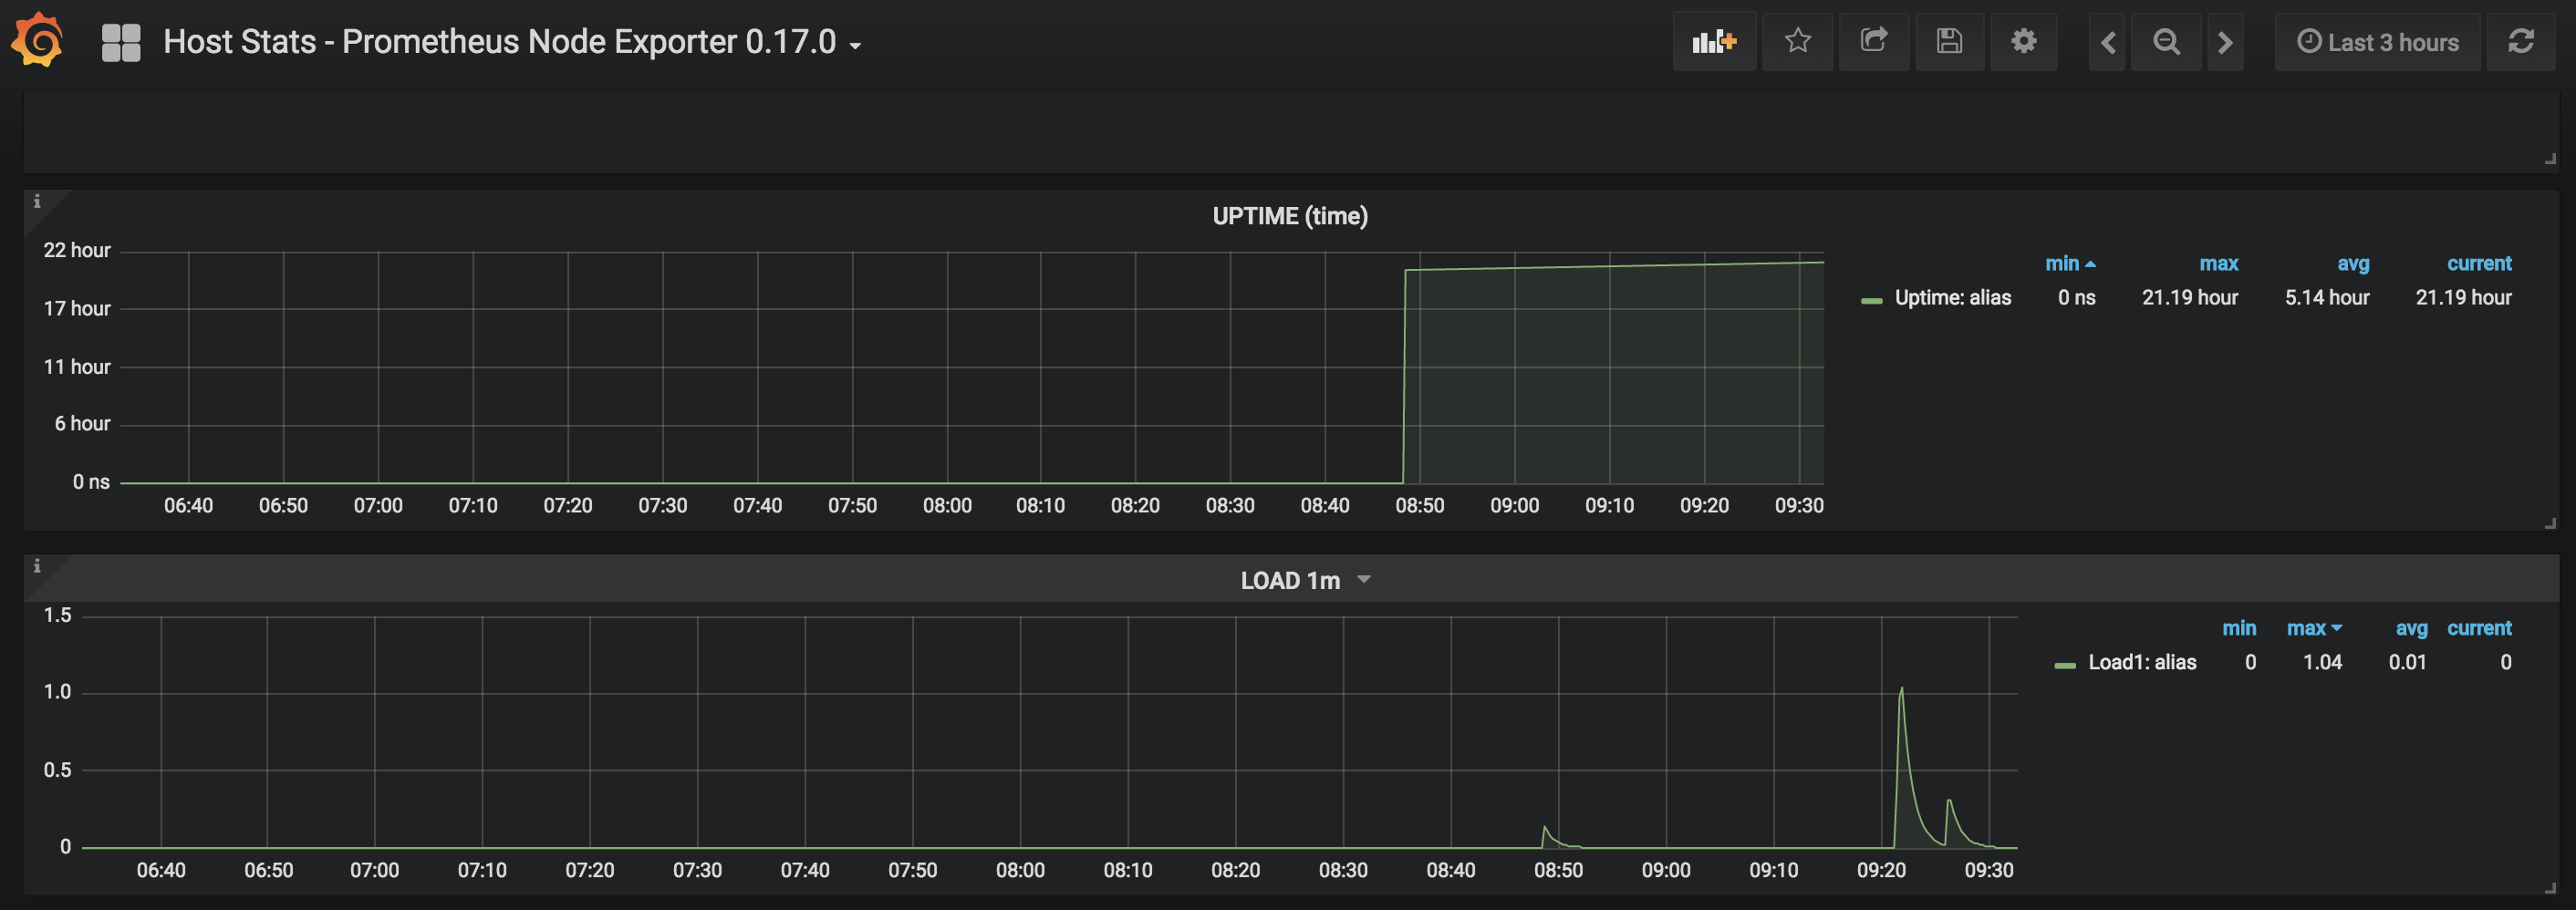 Host Stats - Prometheus Node Exporter 0.17.0
Last 3 hours
i
UPTIME (time)
22 hour
17 hour
11 hour
6 hour
0 ns
06:40 06:50 07:00 07:10 07:20 07:30 07:40 07:50 08:00 08:10 08:20 08:30 08:40 08:50 09:00 09:10 09:20 09:30
min max avg current
Uptime: alias 0 ns 21.19 hour 5.14 hour 21.19 hour
i
LOAD 1m
1.5
1.0
0.5
0
06:40 06:50 07:00 07:10 07:20 07:30 07:40 07:50 08:00 08:10 08:20 08:30 08:40 08:50 09:00 09:10 09:20 09:30
min max avg current
Load1: alias 0 1.04 0.01 0